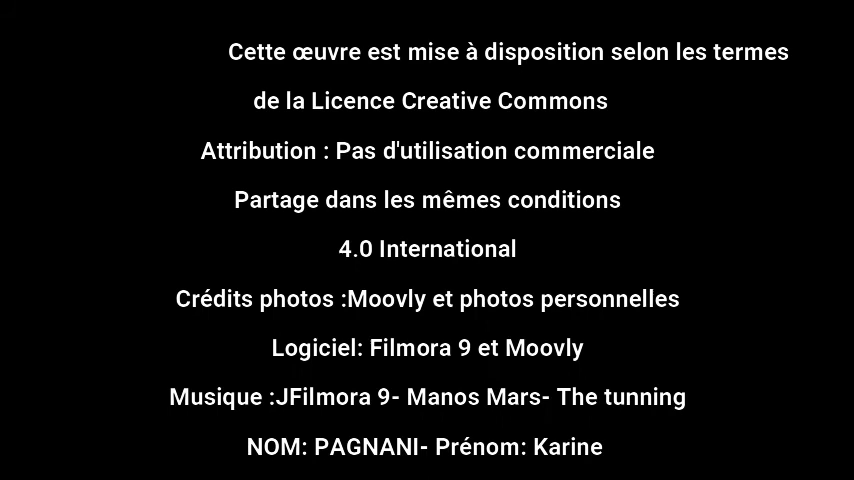 Cette œuvre est mise à disposition selon les termes
de la Licence Creative Commons
Attribution : Pas d'utilisation commerciale
Partage dans les mêmes conditions
4.0 International
Crédits photos :Moovly et photos personnelles
Logiciel: Filmora 9 et Moovly
Musique :JFilmora 9- Manos Mars- The tunning
NOM: PAGNANI- Prénom: Karine